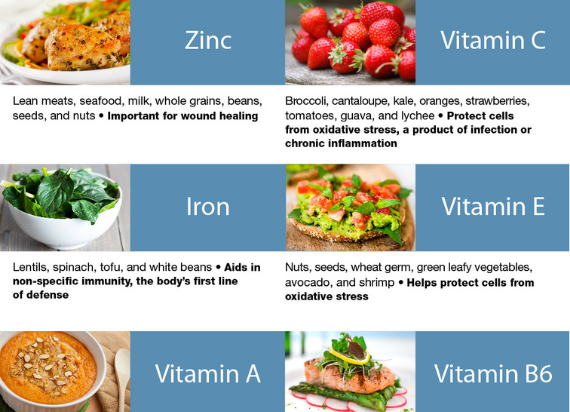 Zinc
Lean meats, seafood, milk, whole grains, beans,
seeds, and nuts • Important for wound healing
Vitamin C
Broccoli, cantaloupe, kale, oranges, strawberries,
tomatoes, guava, and lychee • Protect cells
from oxidative stress, a product of infection or
chronic inflammation
Iron
Lentils, spinach, tofu, and white beans • Aids in
non-specific immunity, the body's first line
of defense
Vitamin E
Nuts, seeds, wheat germ, green leafy vegetables,
avocado, and shrimp • Helps protect cells from
oxidative stress
Vitamin A
Vitamin B6